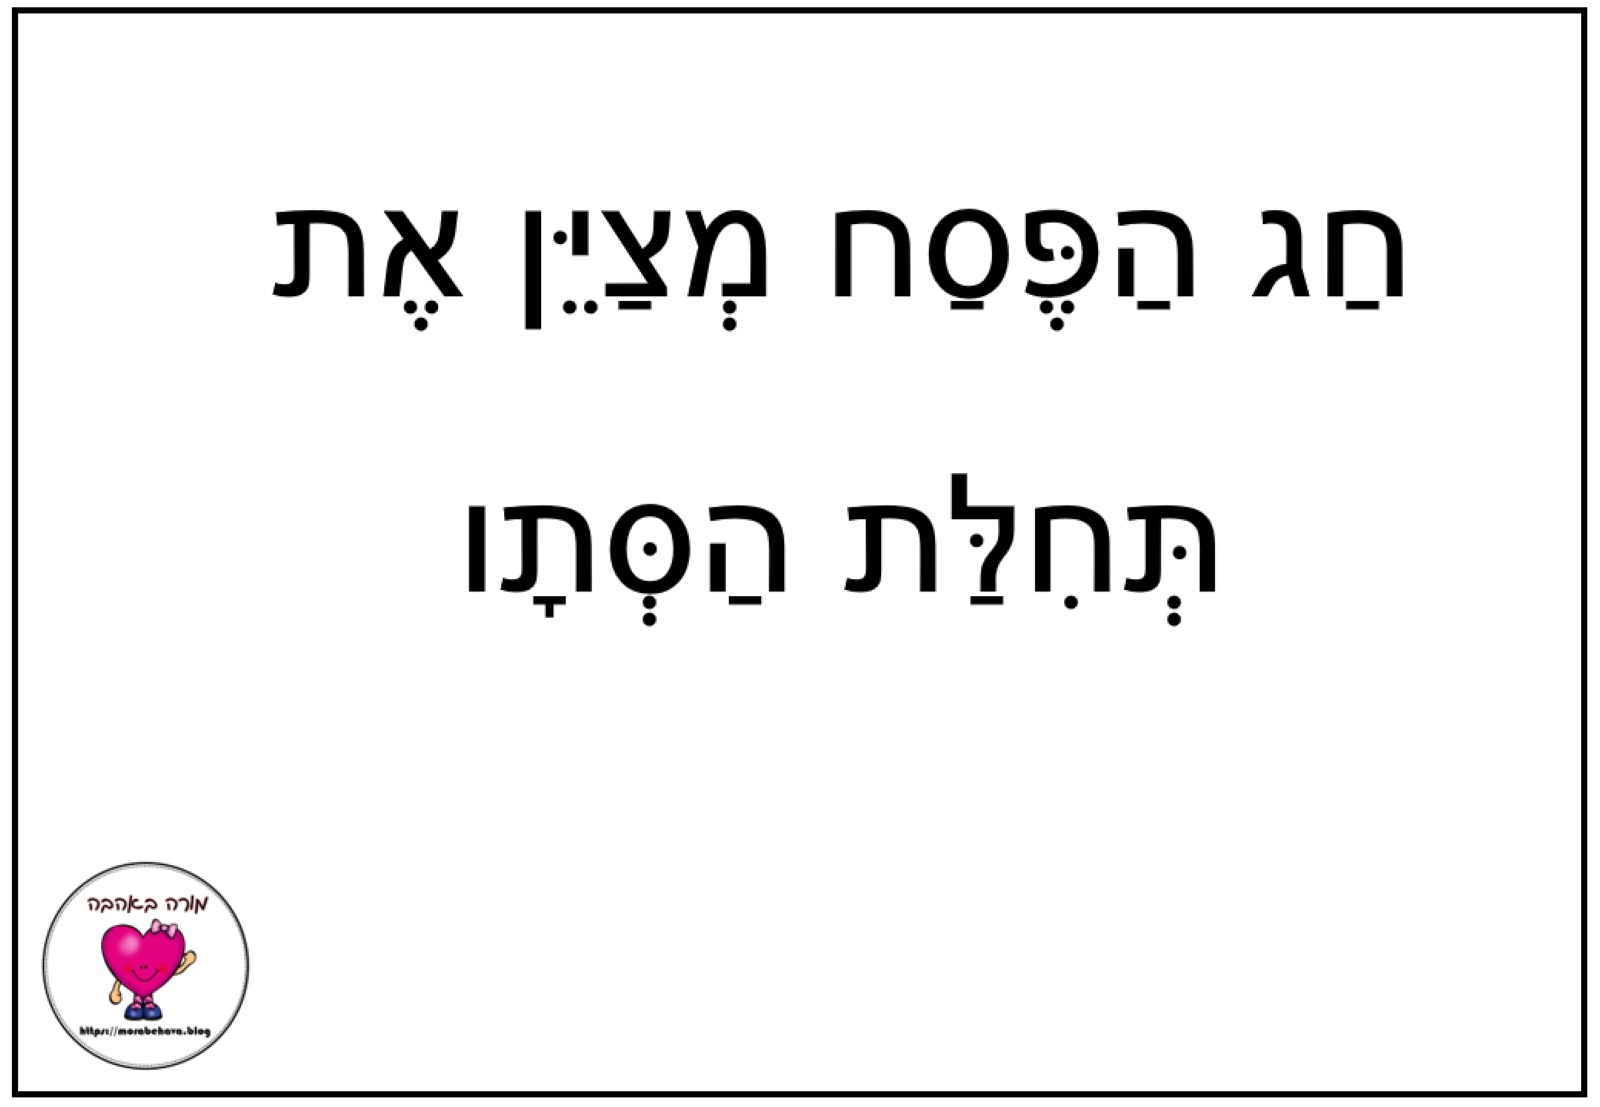 חַג הַפֶּסַח מְצַיֵּן אֶת
תְּחִלַּת הַסְּתָו
מורה באהבה
https://morabehava.blog